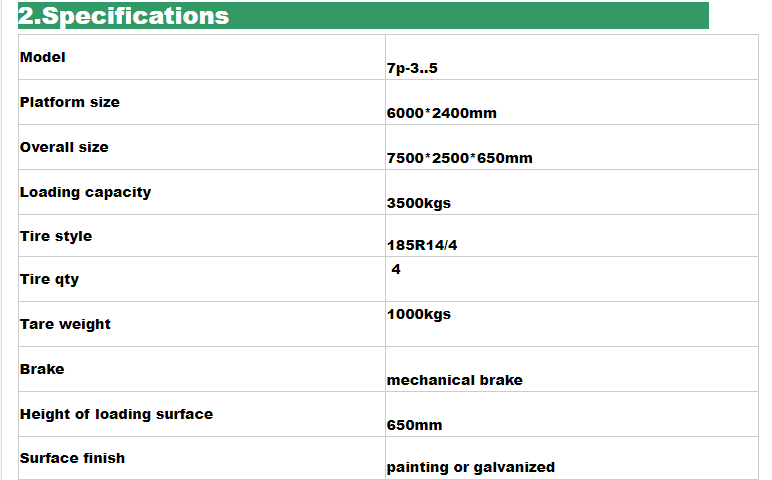 2.Specifications
Model
7p-3..5
Platform size
6000*2400mm
Overall size
7500*2500*650mm
Loading capacity
3500kgs
Tire style
185R14/4
Tire qty
4
Tare weight
1000kgs
Brake
mechanical brake
Height of loading surface
650mm
Surface finish
painting or galvanized